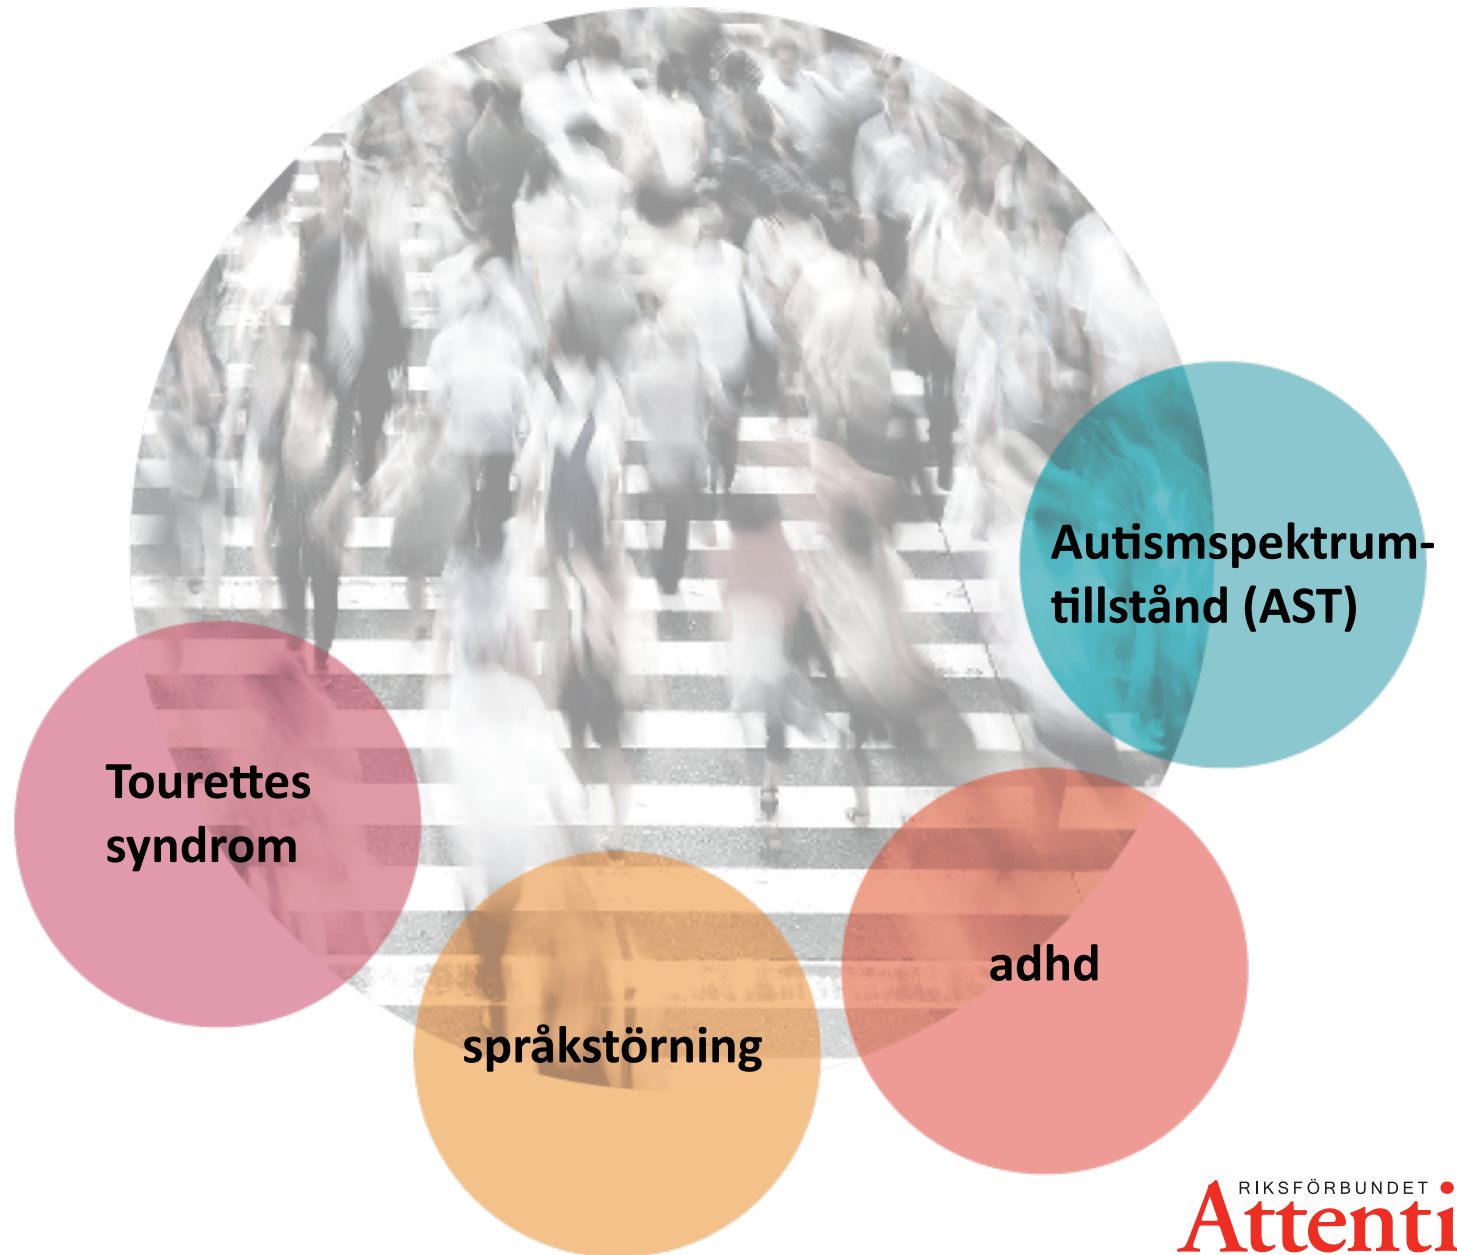 Autismspektrum-
tillstånd (AST)
Tourettes
syndrom
adhd
språkstörning
RIKSFÖRBUNDET
Attenti